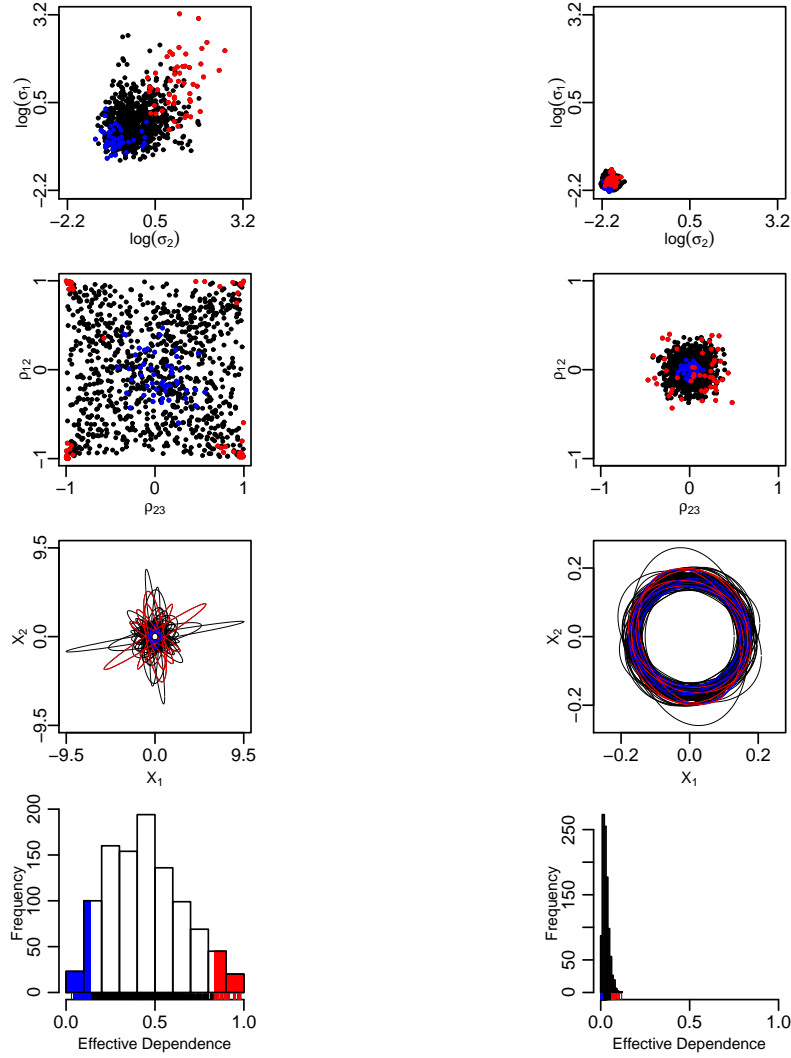 3.2
0.5
−2.2
log(σ1)
−2.2 0.5 3.2
log(σ2)
3.2
0.5
−2.2
log(σ1)
−2.2 0.5 3.2
log(σ2)
1
0
−1
ρ12
−1 0 1
ρ23
1
0
−1
ρ12
−1 0 1
ρ23
9.5
0.0
−9.5
X2
−9.5 0.0 9.5
X1
0.2
0.0
−0.2
X2
−0.2 0.0 0.2
X1
200
150
100
50
0
Frequency
0.0 0.5 1.0
Effective Dependence
250
150
0
Frequency
0.0 0.5 1.0
Effective Dependence